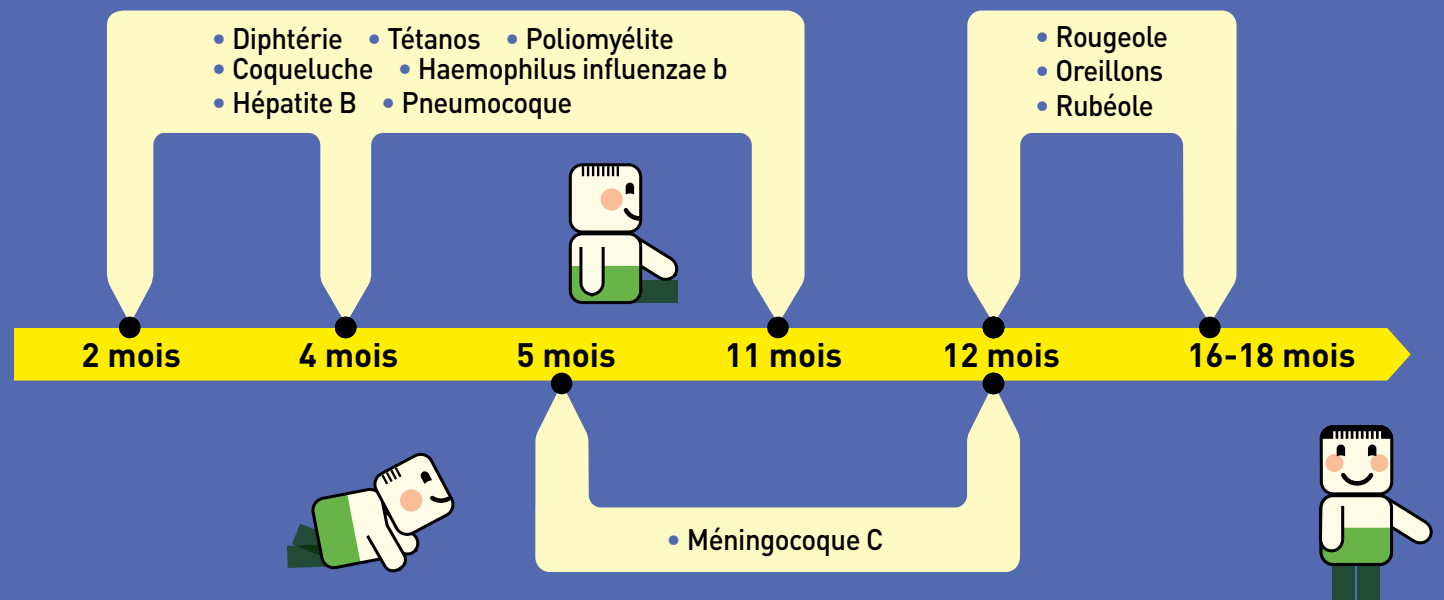 • Diphtérie • Tétanos • Poliomyélite
• Coqueluche • Haemophilus influenzae b
• Hépatite B • Pneumocoque
• Rougeole
• Oreillons
• Rubéole
2 mois 4 mois 5 mois 11 mois 12 mois 16-18 mois
• Méningocoque C